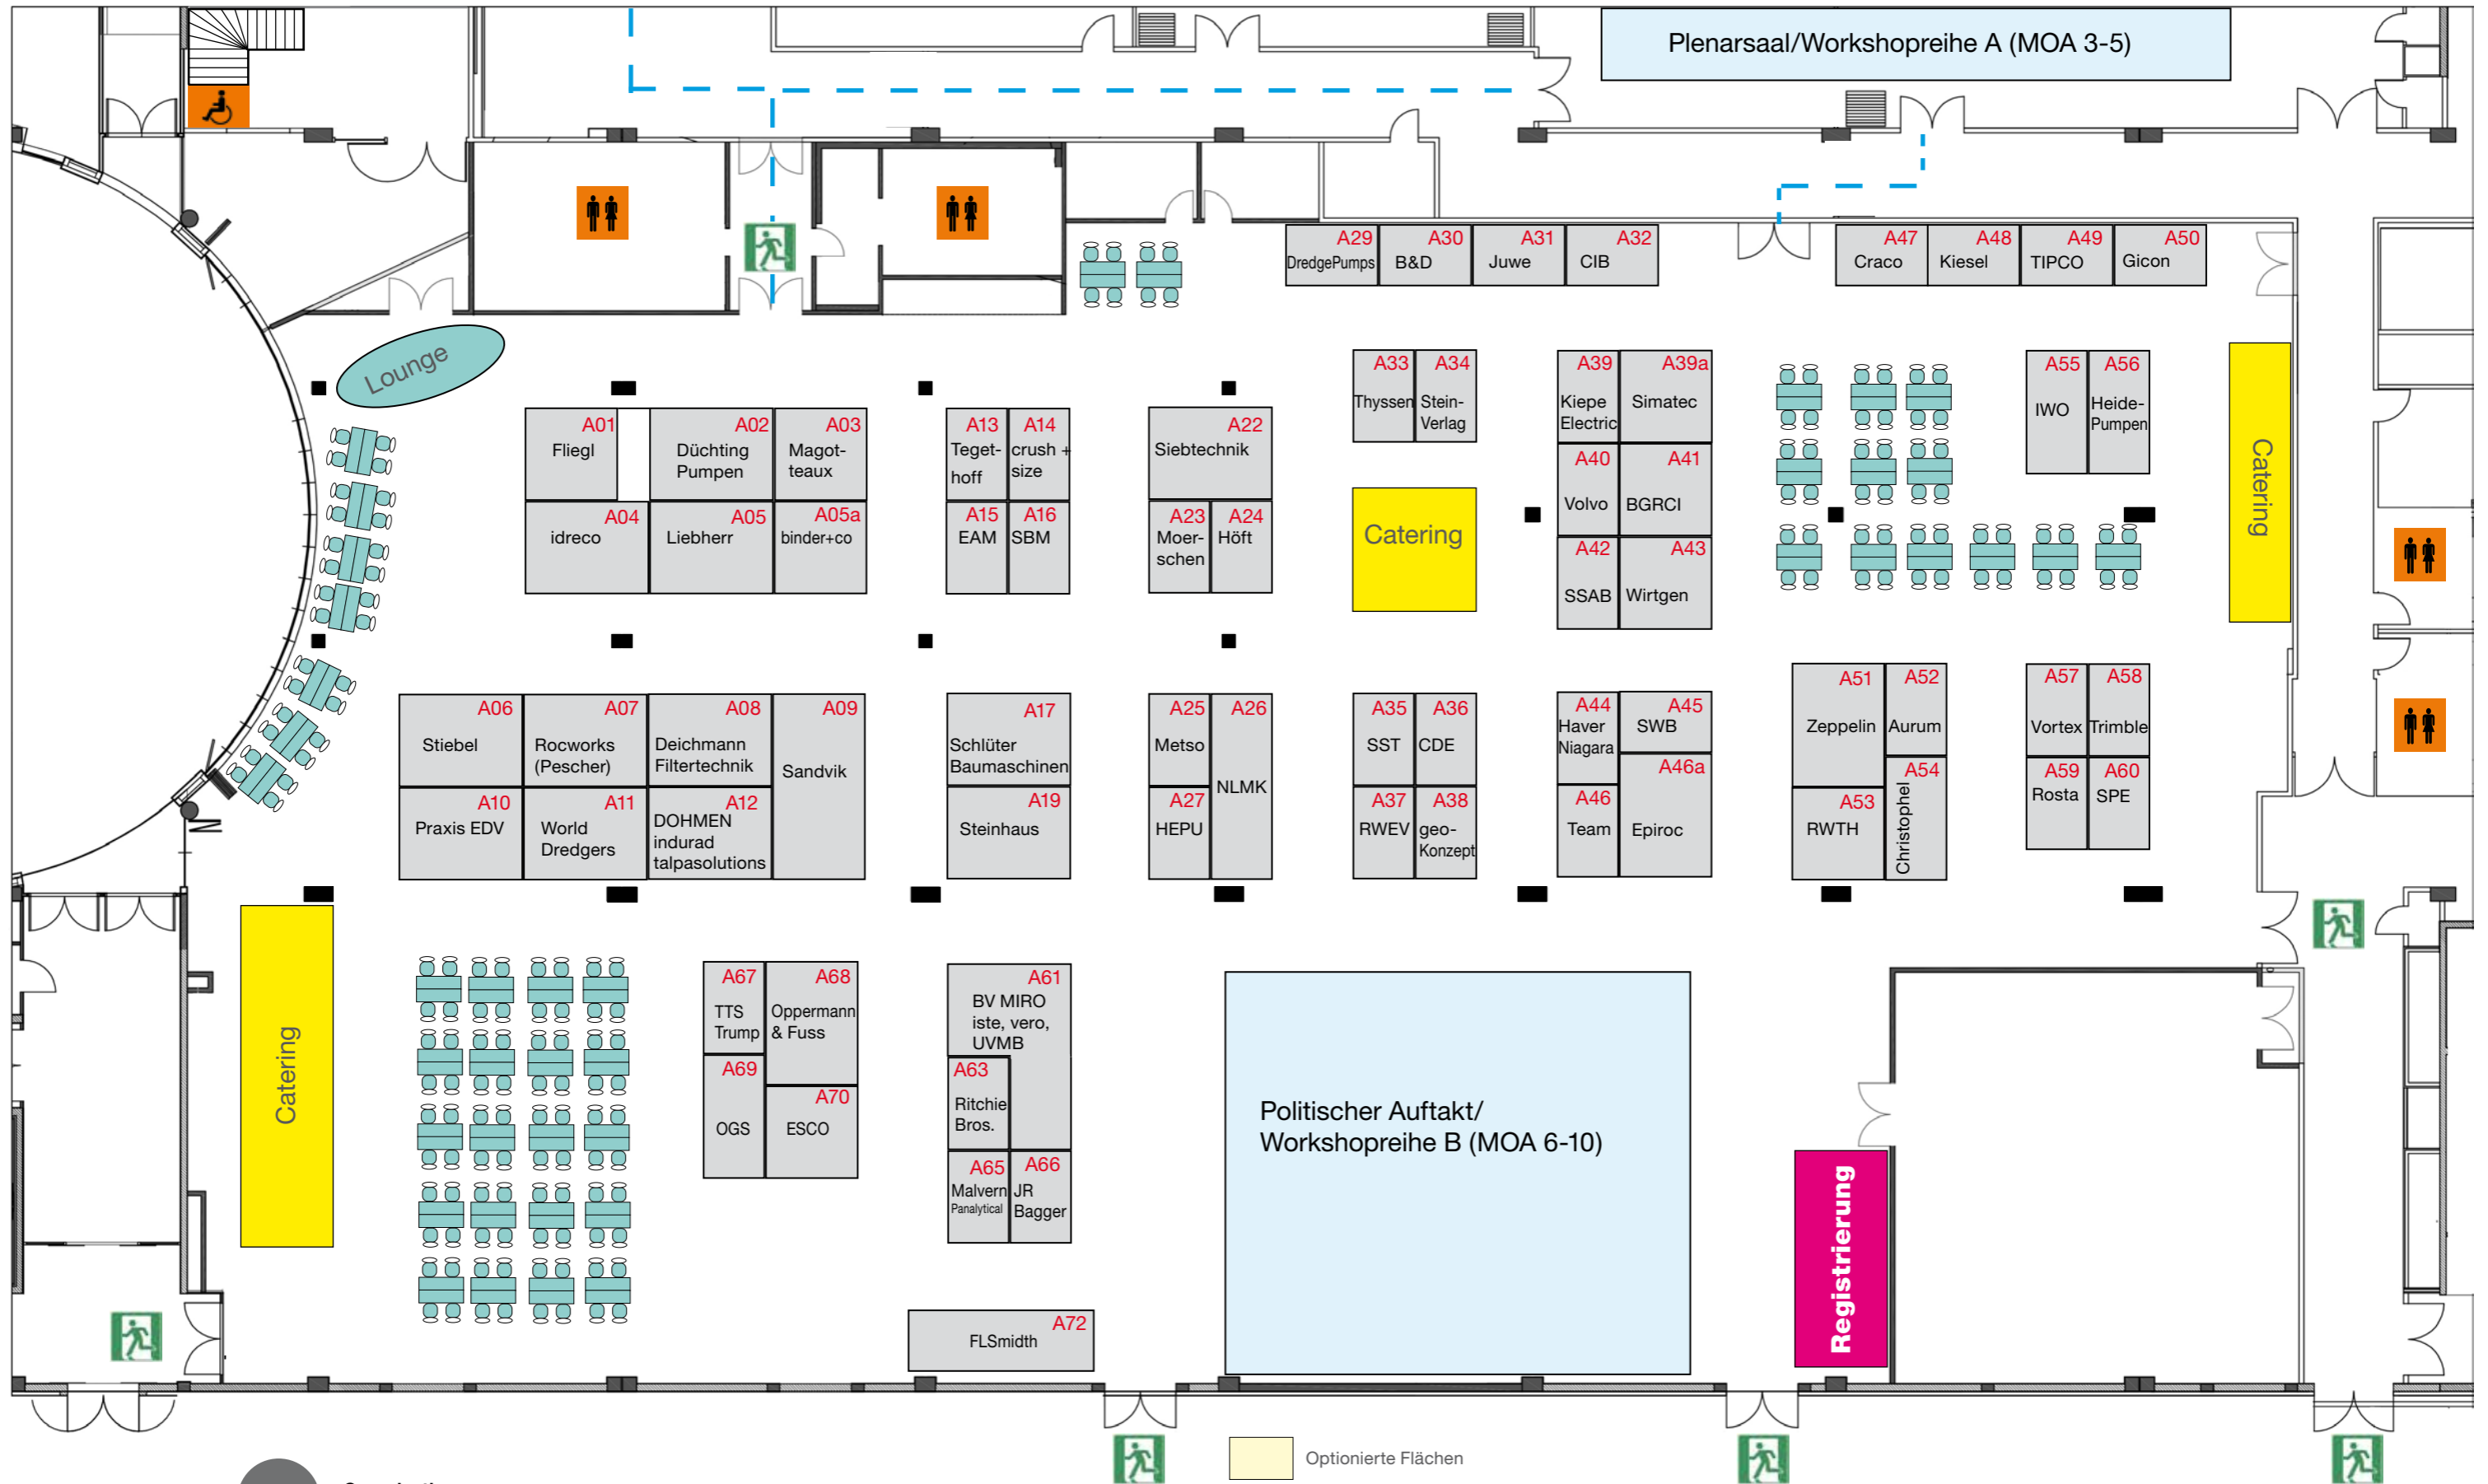 Plenarsaal/Workshopreihe A (MOA 3-5)
A29
DredgePumps
A30
B&D
A31
Juwe
A32
CIB
A47
Craco
A48
Kiesel
A49
TIPCO
A50
Gicon
Lounge
A01
Fliegl
A02
Düchting
Pumpen
A03
Magot-
teaux
A04
idreco
A05
Liebherr
A05a
binder+co
A13
Teget-
hoff
A14
crush +
size
A15
EAM
A16
SBM
A22
Siebtechnik
A23
Moer-
schen
A24
Höft
A33
Thyssen
A34
Stein-
Verlag
Catering
A39
Kiepe
Electric
A39a
Simatec
A40
Volvo
A41
BGRCI
A42
SSAB
A43
Wirtgen
A55
IWO
A56
Heide-
Pumpen
Catering
A06
Stiebel
A07
Rocworks
(Pescher)
A08
Deichmann
Filtertechnik
A09
Sandvik
A10
Praxis EDV
A11
World
Dredgers
A12
DOHMEN
indurad
talpasolutions
A17
Schlüter
Baumaschinen
A19
Steinhaus
A25
Metso
A26
NLMK
A27
HEPU
A35
SST
A36
CDE
A37
RWEV
A38
geo-
Konzept
A44
Haver
Niagara
A45
SWB
A46
Team
A46a
Epiroc
A51
Zeppelin
A52
Aurum
A53
RWTH
A54
Christophel
A57
Vortex
A58
Trimble
A59
Rosta
A60
SPE
Catering
A67
TTS
Trump
A68
Oppermann
& Fuss
A69
OGS
A70
ESCO
A61
BV MIRO
iste, vero,
UVMB
A63
Ritchie
Bros.
A65
Malvern
Panalytical
A66
JR
Bagger
A72
FLSmidth
Politischer Auftakt/
Workshopreihe B (MOA 6-10)
Registrierung
Optionierte Flächen